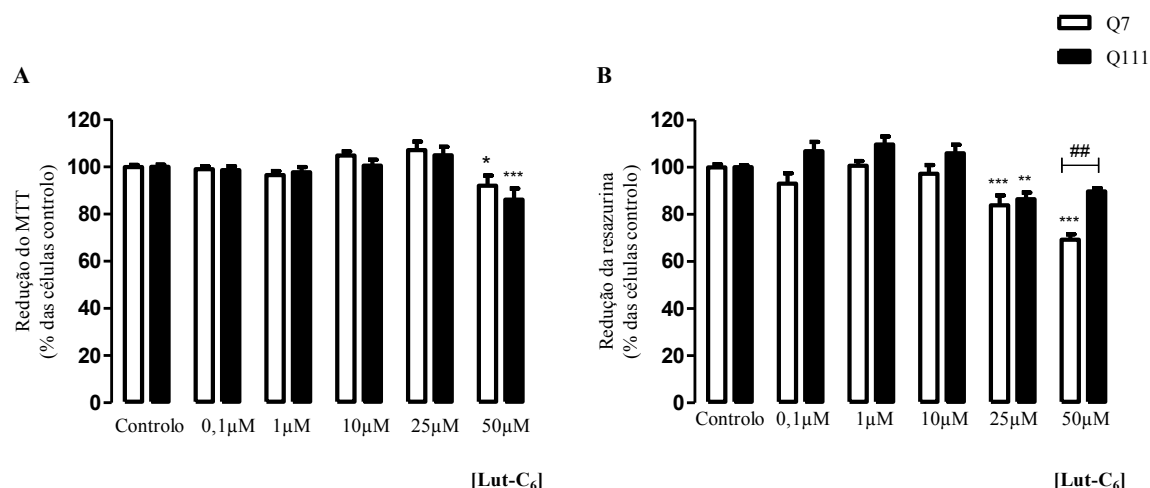 Q7
Q111
A
Redução do MTT
(% das células controlo)
120
100
80
60
40
20
0
*
***
Controlo 0,1µM 1µM 10µM 25µM 50µM
[Lut-C₆]
B
Redução da resazurina
(% das células controlo)
120
100
80
60
40
20
0
***
**
##
***
Controlo 0,1µM 1µM 10µM 25µM 50µM
[Lut-C₆]